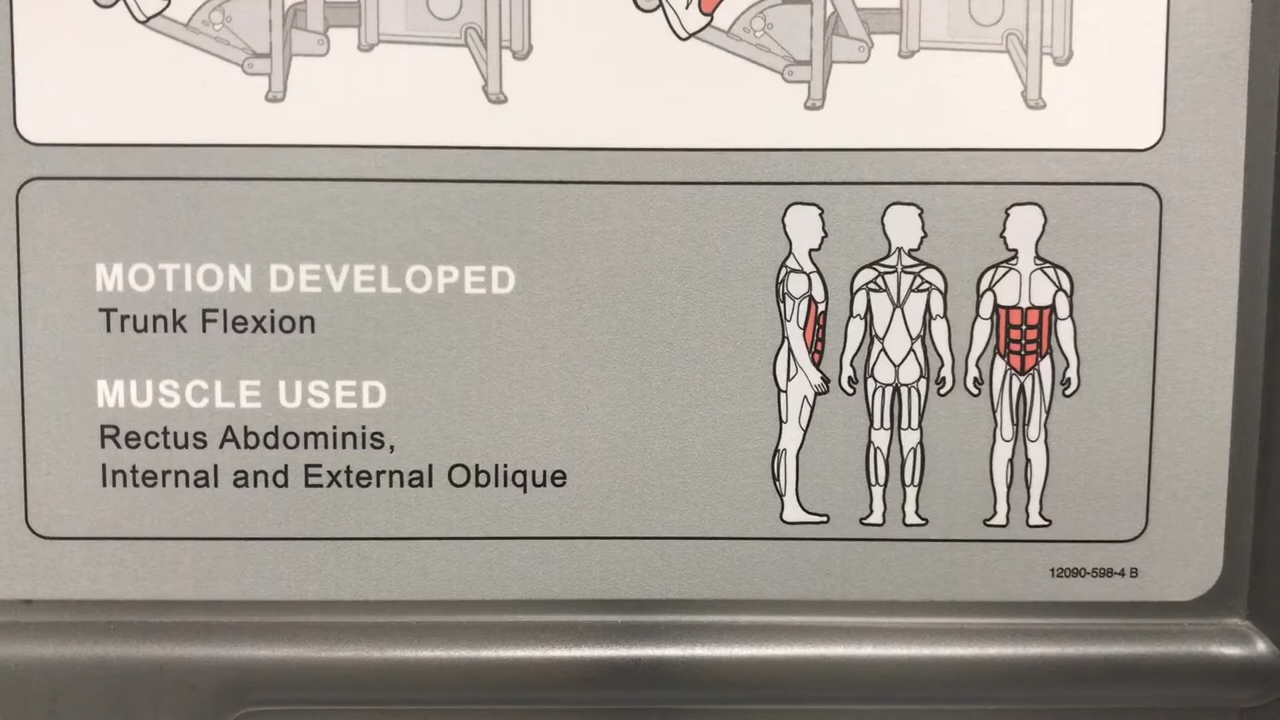 MOTION DEVELOPED
Trunk Flexion
MUSCLE USED
Rectus Abdominis,
Internal and External Oblique
12090-598-4 B